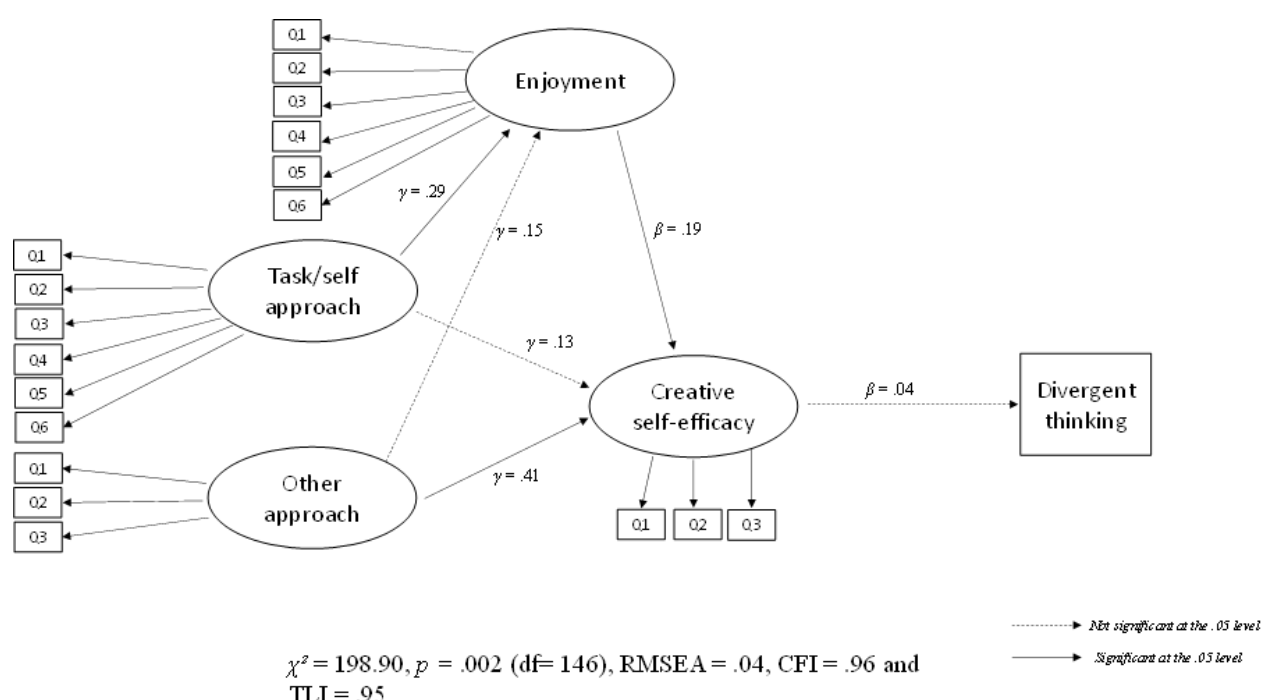 Q1
Q2
Q3
Q4
Q5
Q6
Enjoyment
γ = .29
γ = .15
β = .19
Q1
Q2
Q3
Q4
Q5
Q6
Task/self
approach
γ = .13
Q1
Q2
Q3
Other
approach
γ = .41
Creative
self-efficacy
Q1
Q2
Q3
β = .04
Divergent
thinking
Not significant at the .05 level
Significant at the .05 level
χ² = 198.90, p = .002 (df= 146), RMSEA = .04, CFI = .96 and
TLI = .95